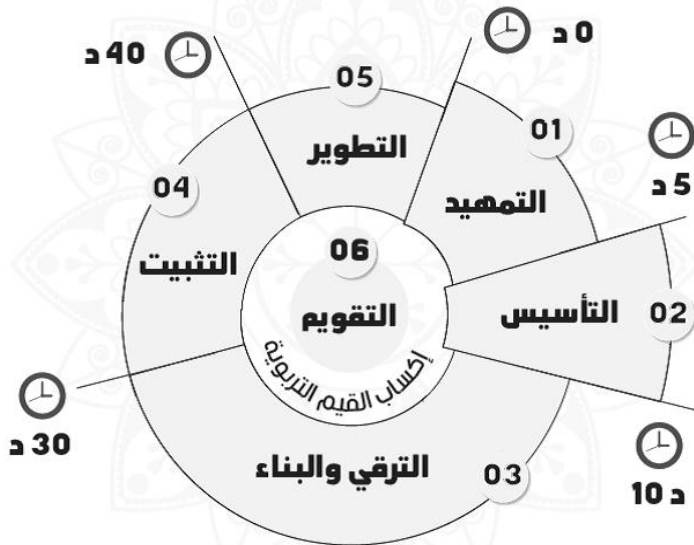 0 د
01
التمهيد
5 د
02
التأسيس
10 د
03
الترقي والبناء
30 د
04
التثبيت
40 د
05
التطوير
06
التقويم
إكساب القيم التربوية